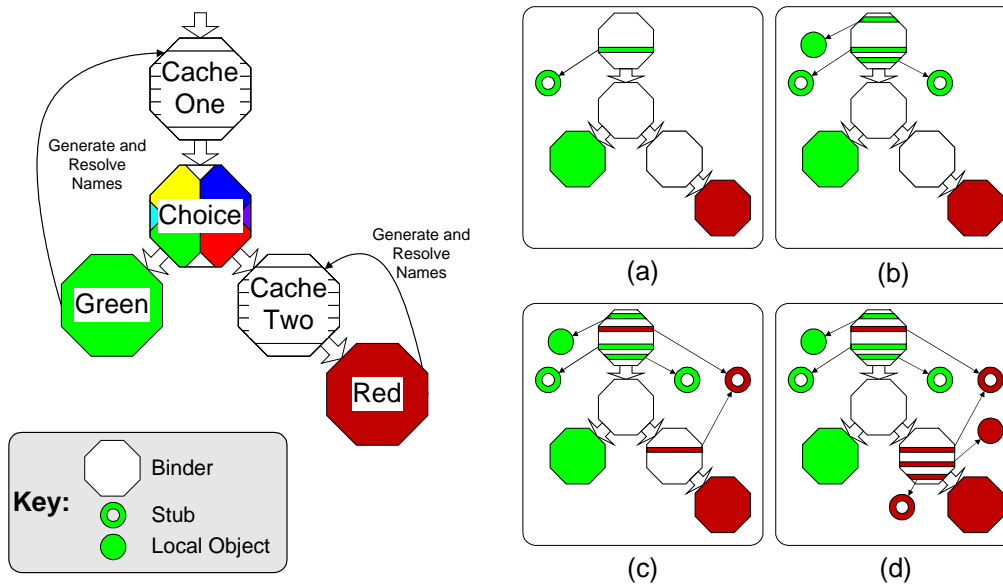 Cache
One
Generate and
Resolve
Names
Choice
Generate and
Resolve
Names
Green
Cache
Two
Red
Key:
Binder
Stub
Local Object
(a)
(b)
(c)
(d)